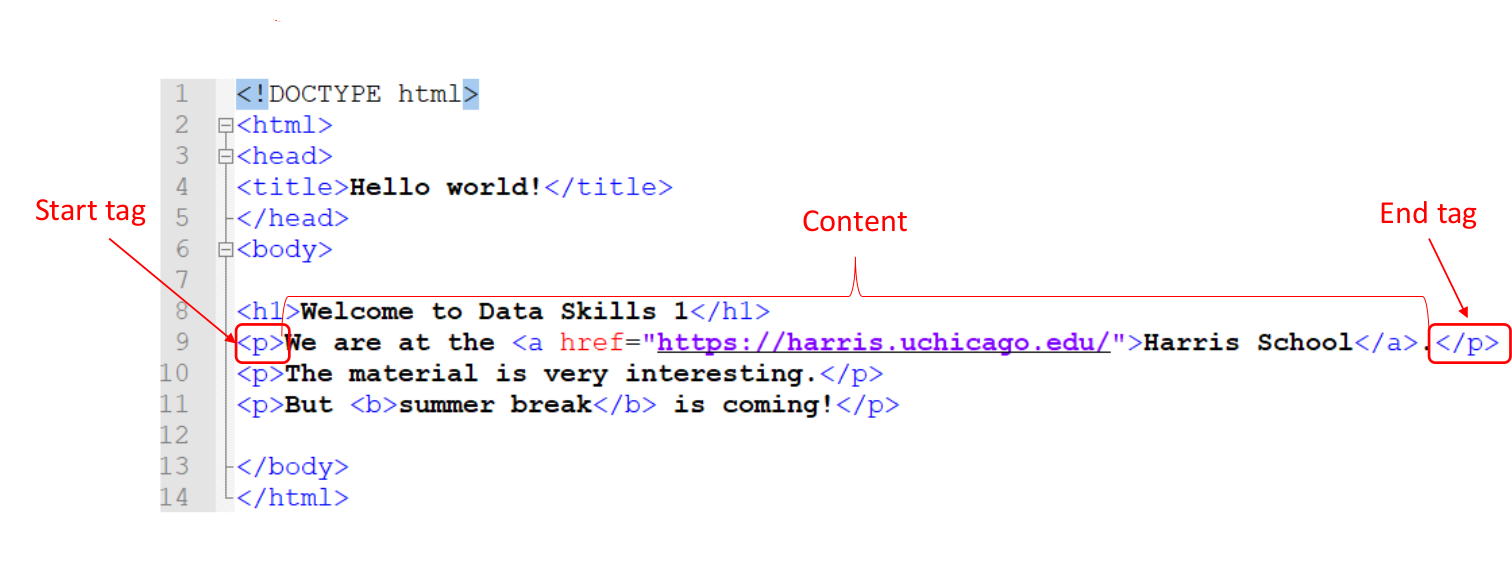 1 <!DOCTYPE html>
2 <html>
3 <head>
4 <title>Hello world!</title>
Start tag
5 </head>
Content
End tag
6 <body>
7
8 <h1>Welcome to Data Skills 1</h1>
9 <p>We are at the <a href="https://harris.uchicago.edu/">Harris School</a>.</p>
10 <p>The material is very interesting.</p>
11 <p>But <b>summer break</b> is coming!</p>
12
13 </body>
14 </html>